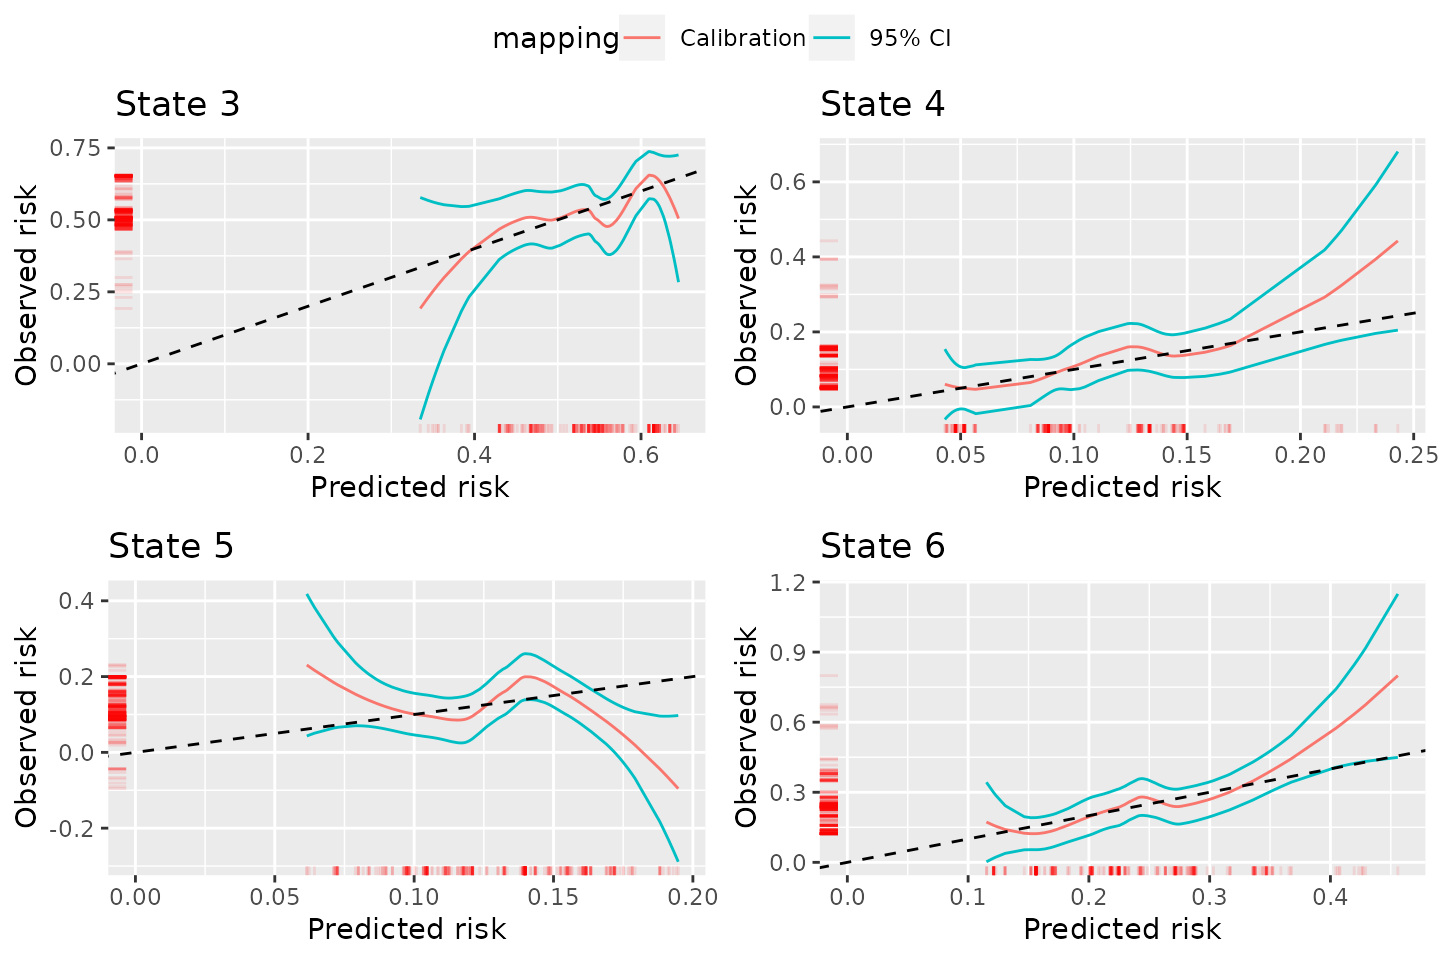 mapping Calibration 95% CI
State 3
0.75
0.50
0.25
0.00
Observed risk
0.0 0.2 0.4 0.6
Predicted risk
State 4
0.6
0.4
0.2
0.0
Observed risk
0.00 0.05 0.10 0.15 0.20 0.25
Predicted risk
State 5
0.4
0.2
0.0
-0.2
Observed risk
0.00 0.05 0.10 0.15 0.20
Predicted risk
State 6
1.2
0.9
0.6
0.3
0.0
Observed risk
0.0 0.1 0.2 0.3 0.4
Predicted risk